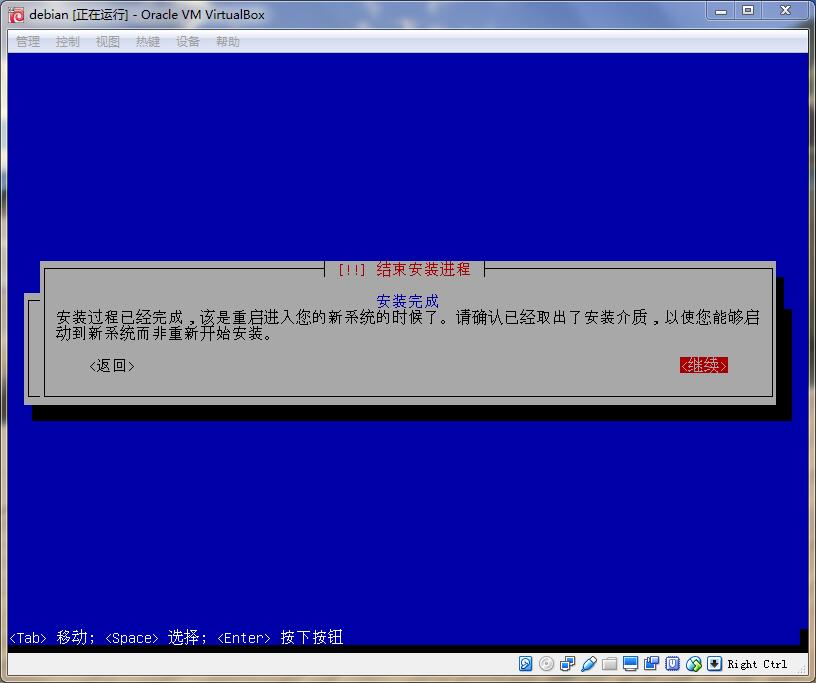 debian [正在运行] - Oracle VM VirtualBox
管理 控制 视图 热键 设备 帮助
[!!] 结束安装进程
安装完成
安装过程已经完成，该是重启进入您的新系统的时候了。请确认已经取出了安装介质，以使您能够启
动到新系统而非重新开始安装。
<返回> <继续>
<Tab> 移动; <Space> 选择; <Enter> 按下按钮
Right Ctrl